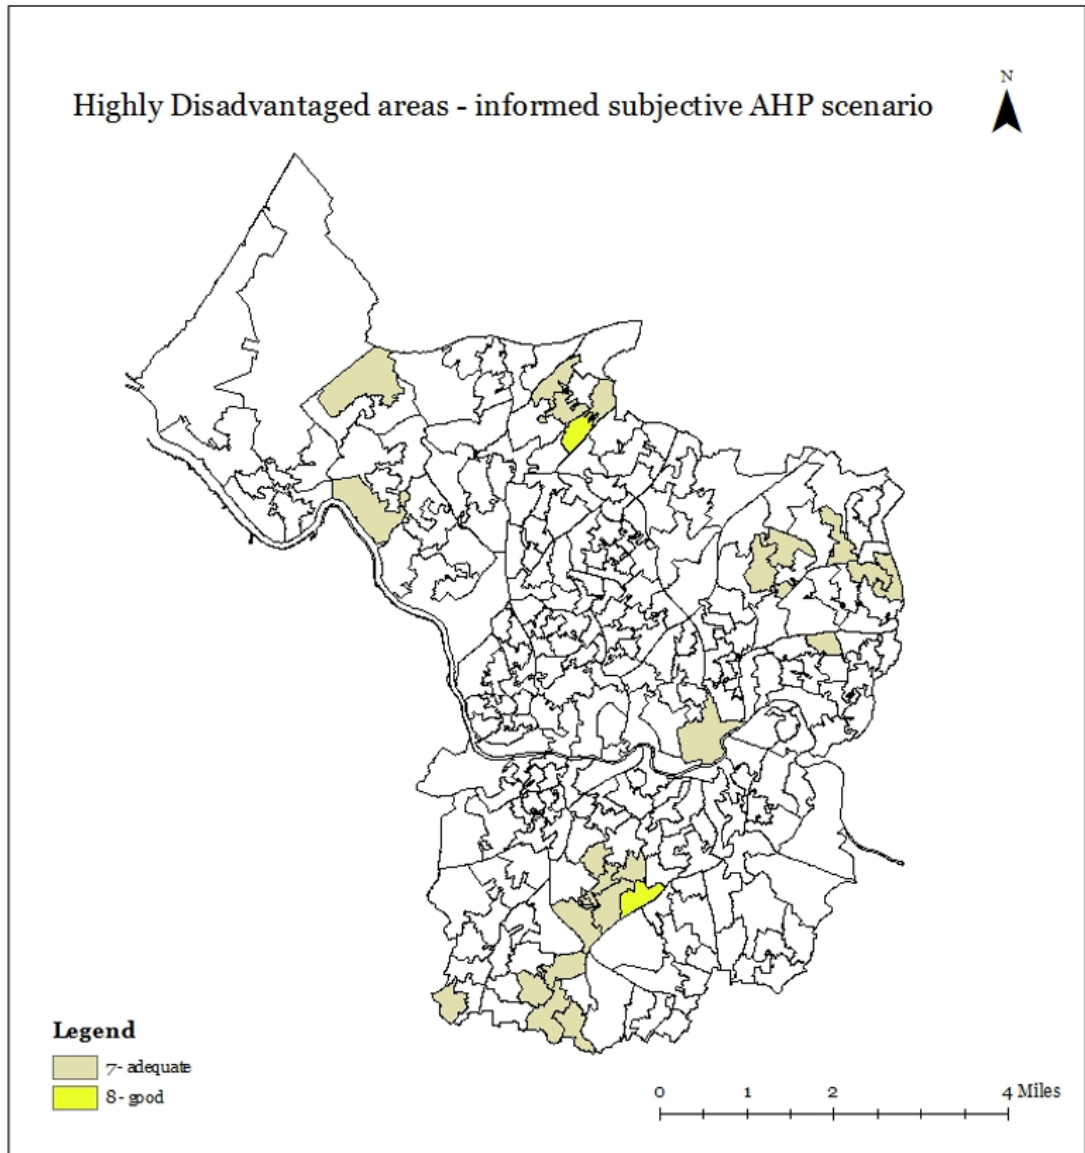 N
Highly Disadvantaged areas - informed subjective AHP scenario
Legend
7- adequate
8- good
0 1 2 4 Miles